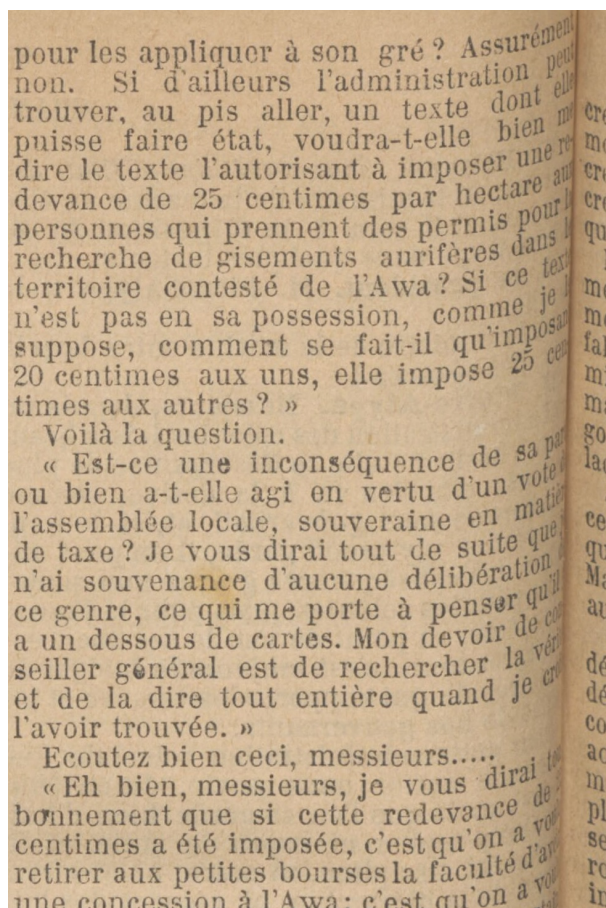 pour les appliquer à son gré ? Assurément
non. Si d'ailleurs l'administration peut
trouver, au pis aller, un texte dont elle
puisse faire état, voudra-t-elle bien me
dire le texte l'autorisant à imposer une re-
devance de 25 centimes par hectare aux
personnes qui prennent des permis pour la
recherche de gisements aurifères dans le
territoire contesté de l'Awa ? Si ce texte
n'est pas en sa possession, comme je
suppose, comment se fait-il qu'imposant
20 centimes aux uns, elle impose 25 cen
times aux autres ? »
Voilà la question.
« Est-ce une inconséquence de sa part
ou bien a-t-elle agi en vertu d'un vote
l'assemblée locale, souveraine en matière
de taxe ? Je vous dirai tout de suite que
n'ai souvenance d'aucune délibération
ce genre, ce qui me porte à penser qu'il
a un dessous de cartes. Mon devoir de con
seiller général est de rechercher la vérité
et de la dire tout entière quand je crois
l'avoir trouvée. »
Ecoutez bien ceci, messieurs.....
« Eh bien, messieurs, je vous dirai tout
bonnement que si cette redevance de
centimes a été imposée, c'est qu'on a voulu
retirer aux petites bourses la faculté d'avoir
une concession à l'Awa ; c'est qu'on a voulu